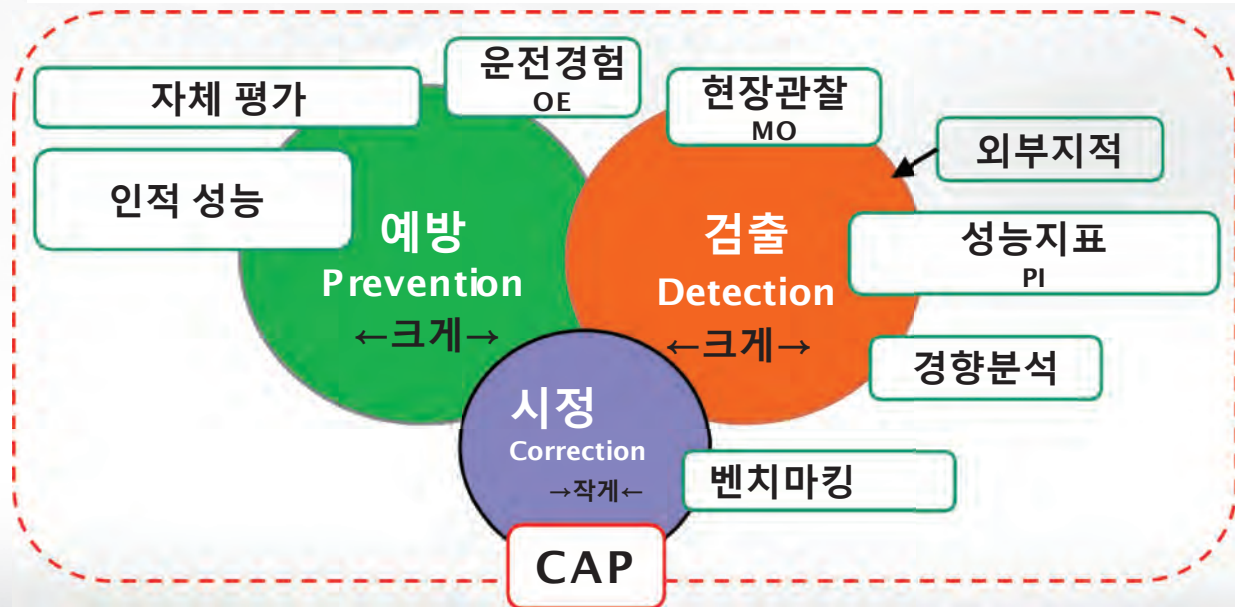 자체 평가
운전경험
OE
현장관찰
MO
외부지적
인적 성능
예방
Prevention
←크게→
검출
Detection
←크게→
성능지표
PI
경향분석
시정
Correction
→작게←
벤치마킹
CAP